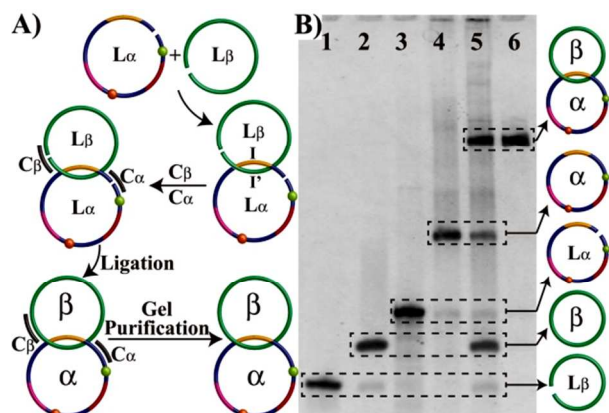 A)
Lα + Lβ
Lβ
I
I'
Lα
Cβ
Cα
Lβ
Cβ
Cα
Lα
Ligation
β
Cβ
Cα
α
Gel
Purification
β
α
B)
1 2 3 4 5 6
β
α
α
Lα
β
Lβ